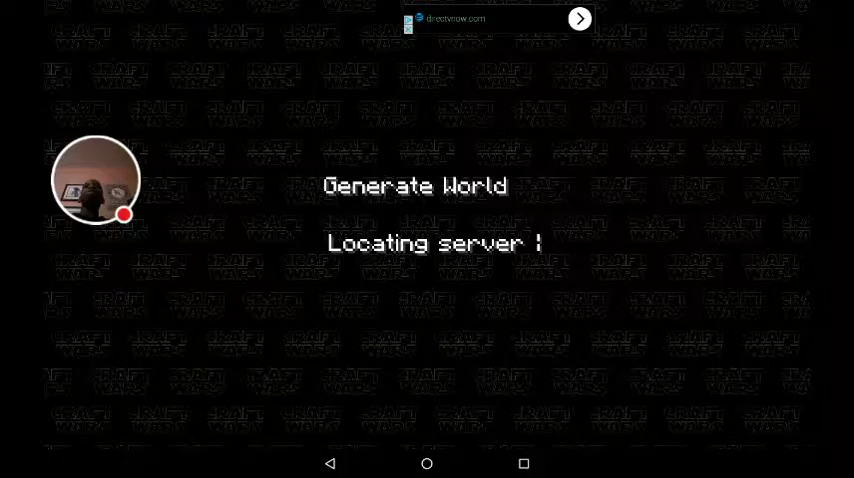 directvnow.com
Generate World
Locating server ¦
CRAFT
WARS